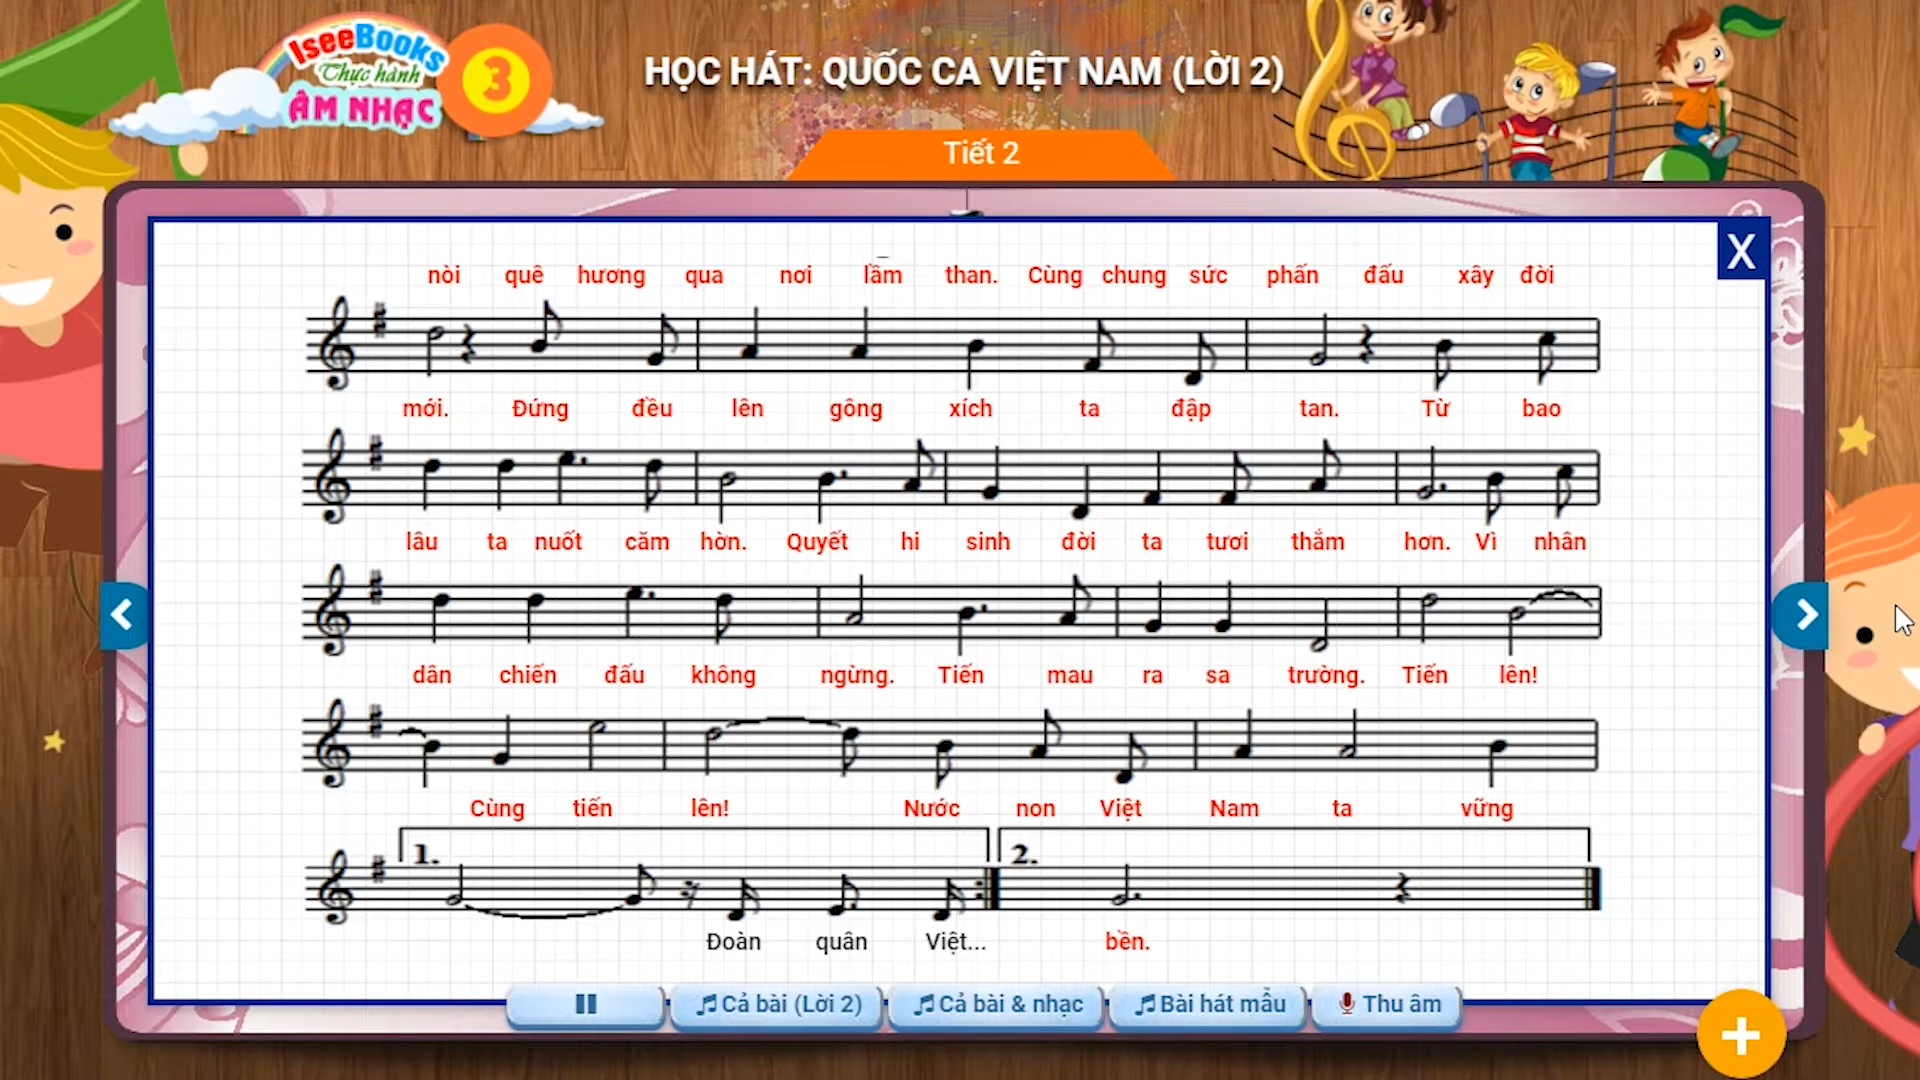 IseeBooks
Thực hành
ÂM NHẠC
3
HỌC HÁT: QUỐC CA VIỆT NAM (LỜI 2)
Tiết 2
X
nòi quê hương qua nơi lầm than. Cùng chung sức phấn đấu xây đời
mới. Đứng đều lên gông xích ta đập tan. Từ bao
lâu ta nuốt căm hờn. Quyết hi sinh đời ta tươi thắm hơn. Vì nhân
dân chiến đấu không ngừng. Tiến mau ra sa trường. Tiến lên!
Cùng tiến lên! Nước non Việt Nam ta vững
1. 2.
Đoàn quân Việt... bền.
Cả bài (Lời 2) Cả bài & nhạc Bài hát mẫu Thu âm